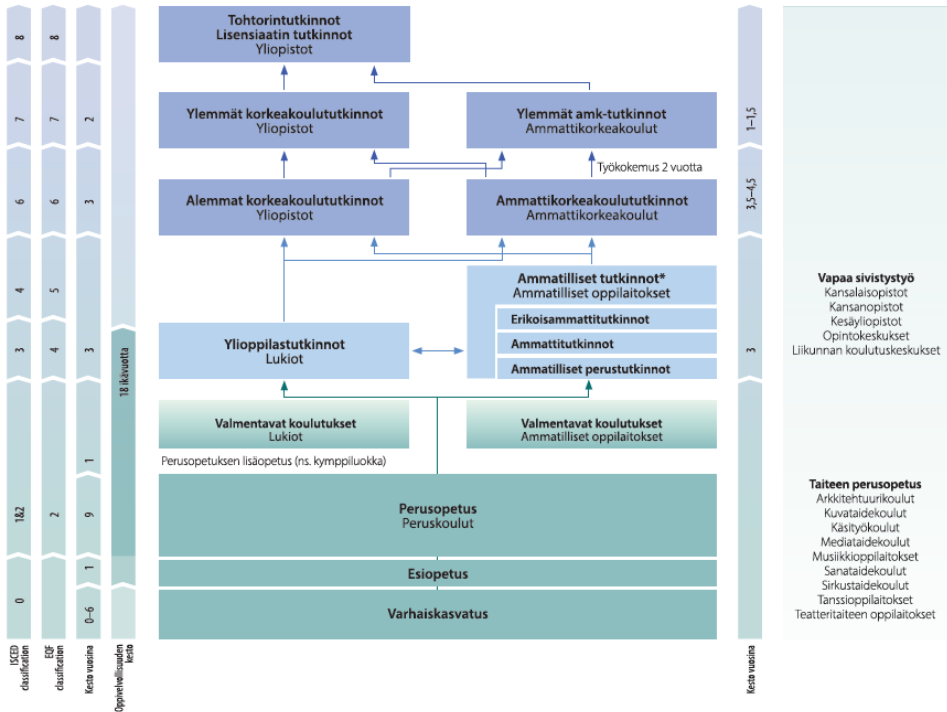 Tohtorintutkinnot
Lisensiaatin tutkinnot
Yliopistot
Ylemmät korkeakoulututkinnot
Yliopistot
Ylemmät amk-tutkinnot
Ammattikorkeakoulut
Työkokemus 2 vuotta
Alemmat korkeakoulututkinnot
Yliopistot
Ammattikorkeakoulututkinnot
Ammattikorkeakoulut
Ammatilliset tutkinnot*
Ammatilliset oppilaitokset
Erikoisammattitutkinnot
Ammattitutkinnot
Ammatilliset perustutkinnot
Ylioppilastutkinnot
Lukiot
Valmentavat koulutukset
Lukiot
Valmentavat koulutukset
Ammatilliset oppilaitokset
Perusopetuksen lisäopetus (ns. kymppiluokka)
Perusopetus
Peruskoulut
Esiopetus
Varhaiskasvatus
8
7
6
4
3
1&2
0
ISCED
classification
8
7
6
5
4
2
EQF
classification
2
3
3
1
9
1
0–6
Kesto vuosina
18 ikävuotta
Oppivelvollisuuden
kesto
1–1,5
3,5–4,5
3
Kesto vuosina
Vapaa sivistystyö
Kansalaisopistot
Kansanopistot
Kesäyliopistot
Opintokeskukset
Liikunnan koulutuskeskukset
Taiteen perusopetus
Arkkitehtuurikoulut
Kuvataidekoulut
Käsityökoulut
Mediataidekoulut
Musiikkioppilaitokset
Sanataidekoulut
Sirkustaidekoulut
Tanssioppilaitokset
Teatteritaiteen oppilaitokset